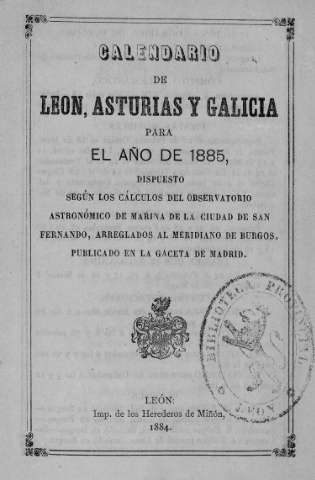 CALENDARIO
DE
LEON, ASTURIAS Y GALICIA
PARA
EL AÑO DE 1885,
DISPUESTO
SEGÚN LOS CÁLCULOS DEL OBSERVATORIO
ASTRONÓMICO DE MARINA DE LA CIUDAD DE SAN
FERNANDO, ARREGLADOS AL MERIDIANO DE BURGOS,
PUBLICADO EN LA GACETA DE MADRID.
BIBLIOTECA PROVINCIAL
LEON
LEÓN:
Imp. de los Herederos de Miñón,
1884.